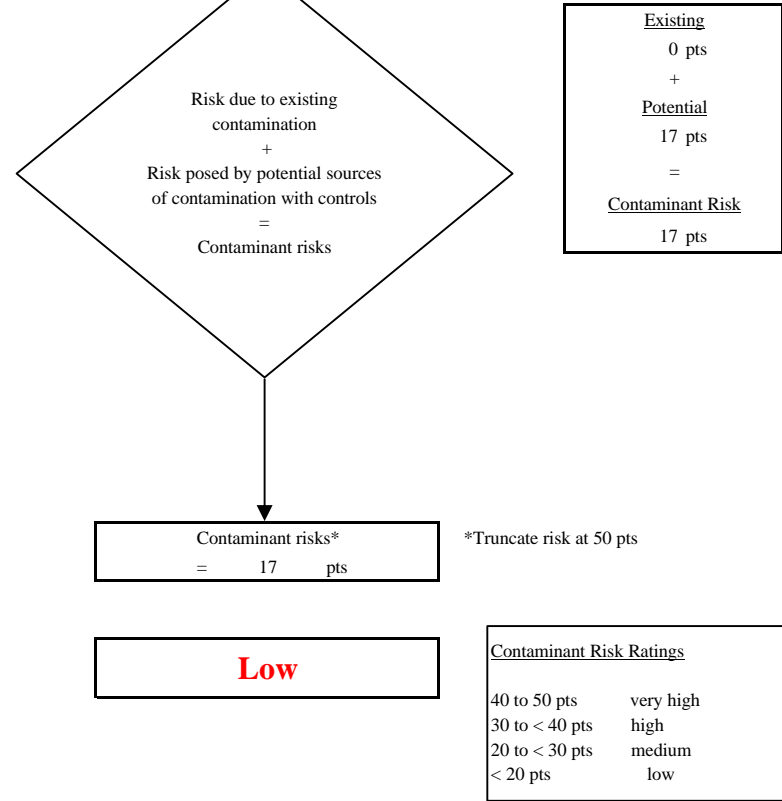 Risk due to existing
contamination
+
Risk posed by potential sources
of contamination with controls
=
Contaminant risks
Existing
0 pts
+
Potential
17 pts
=
Contaminant Risk
17 pts
Contaminant risks*
= 17 pts
*Truncate risk at 50 pts
Low
Contaminant Risk Ratings
40 to 50 pts very high
30 to < 40 pts high
20 to < 30 pts medium
< 20 pts low